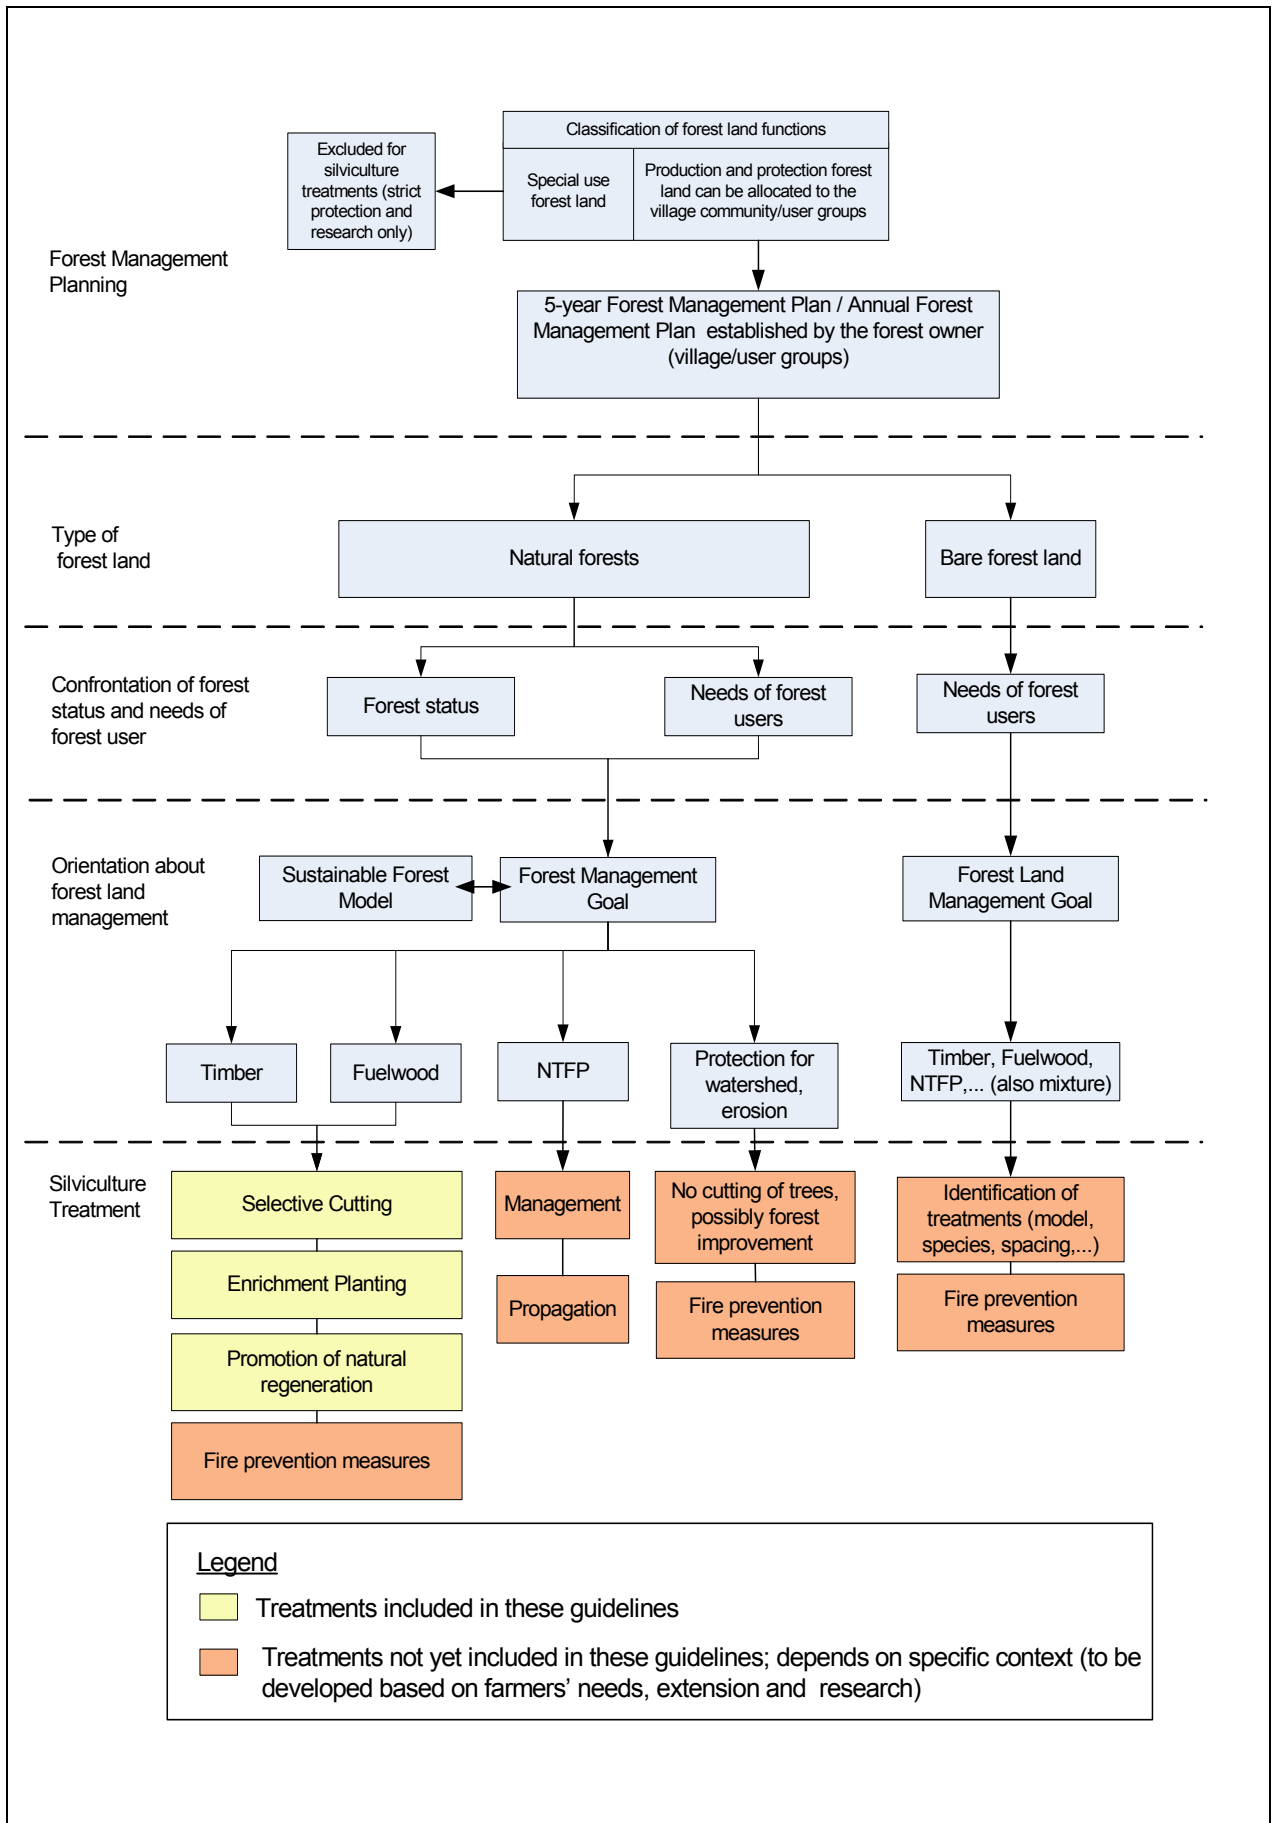 Classification of forest land functions
Excluded for
silviculture
treatments (strict
protection and
research only)
Special use
forest land
Production and protection forest
land can be allocated to the
village community/user groups
Forest Management
Planning
5-year Forest Management Plan / Annual Forest
Management Plan established by the forest owner
(village/user groups)
Type of
forest land
Natural forests
Bare forest land
Confrontation of forest
status and needs of
forest user
Forest status
Needs of forest
users
Needs of forest
users
Orientation about
forest land
management
Sustainable Forest
Model
Forest Management
Goal
Forest Land
Management Goal
Timber
Fuelwood
NTFP
Protection for
watershed,
erosion
Timber, Fuelwood,
NTFP,... (also mixture)
Silviculture
Treatment
Selective Cutting
Enrichment Planting
Promotion of natural
regeneration
Fire prevention measures
Management
Propagation
No cutting of trees,
possibly forest
improvement
Fire prevention
measures
Identification of
treatments (model,
species, spacing,...)
Fire prevention
measures
Legend
Treatments included in these guidelines
Treatments not yet included in these guidelines; depends on specific context (to be
developed based on farmers' needs, extension and research)